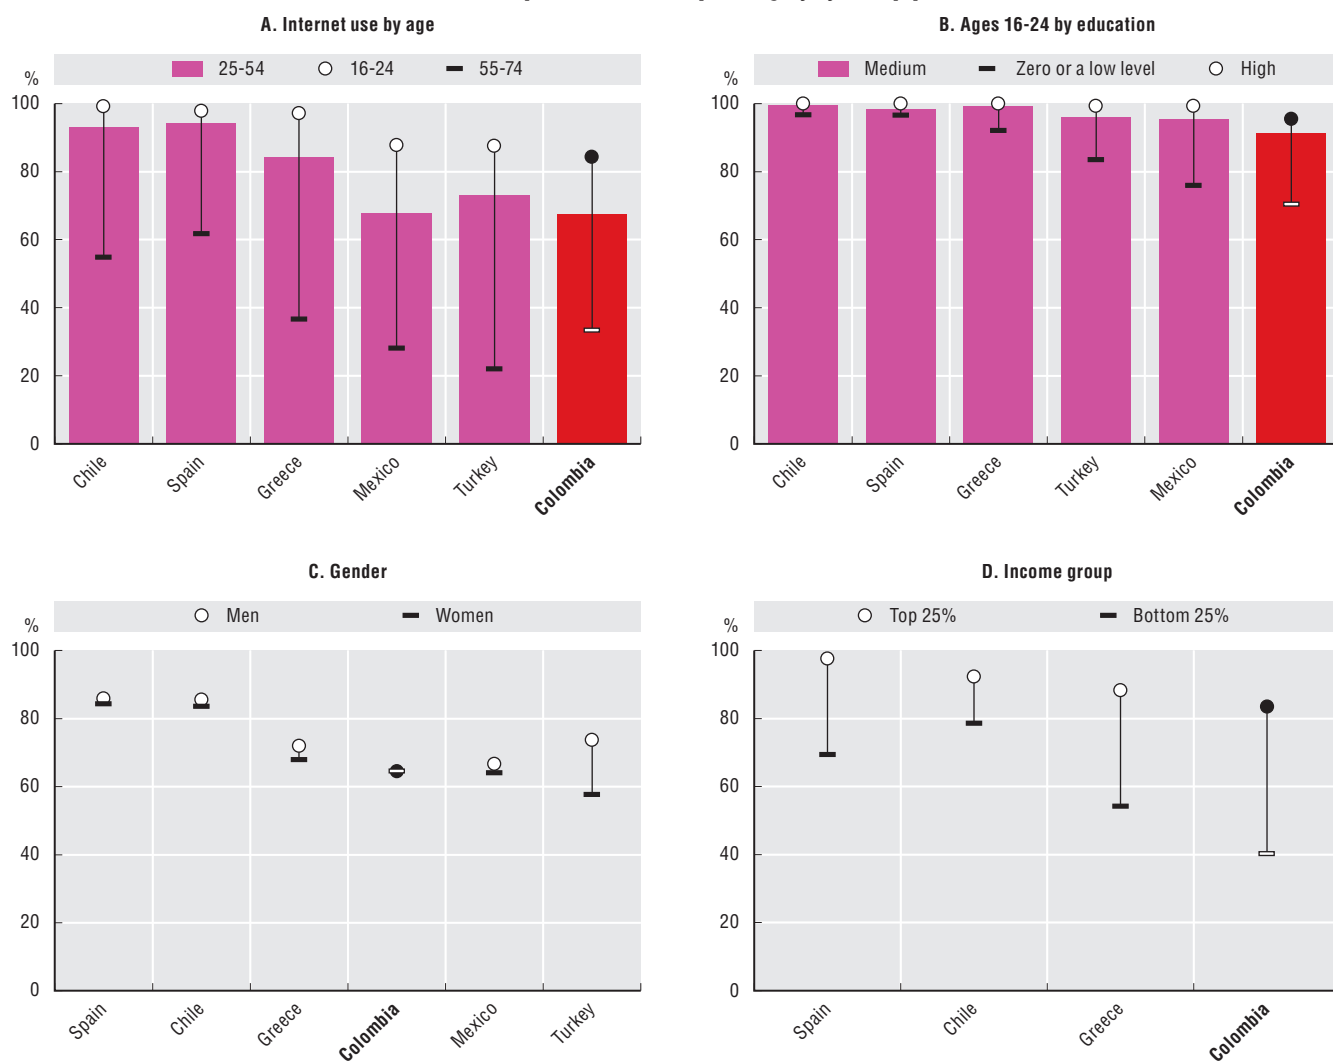 A. Internet use by age
25-54 16-24 55-74
%
100
80
60
40
20
0
Chile Spain Greece Mexico Turkey Colombia
B. Ages 16-24 by education
Medium Zero or a low level High
%
100
80
60
40
20
0
Chile Spain Greece Turkey Mexico Colombia
C. Gender
Men Women
%
100
80
60
40
20
0
Spain Chile Greece Colombia Mexico Turkey
D. Income group
Top 25% Bottom 25%
%
100
80
60
40
20
0
Spain Chile Greece Colombia